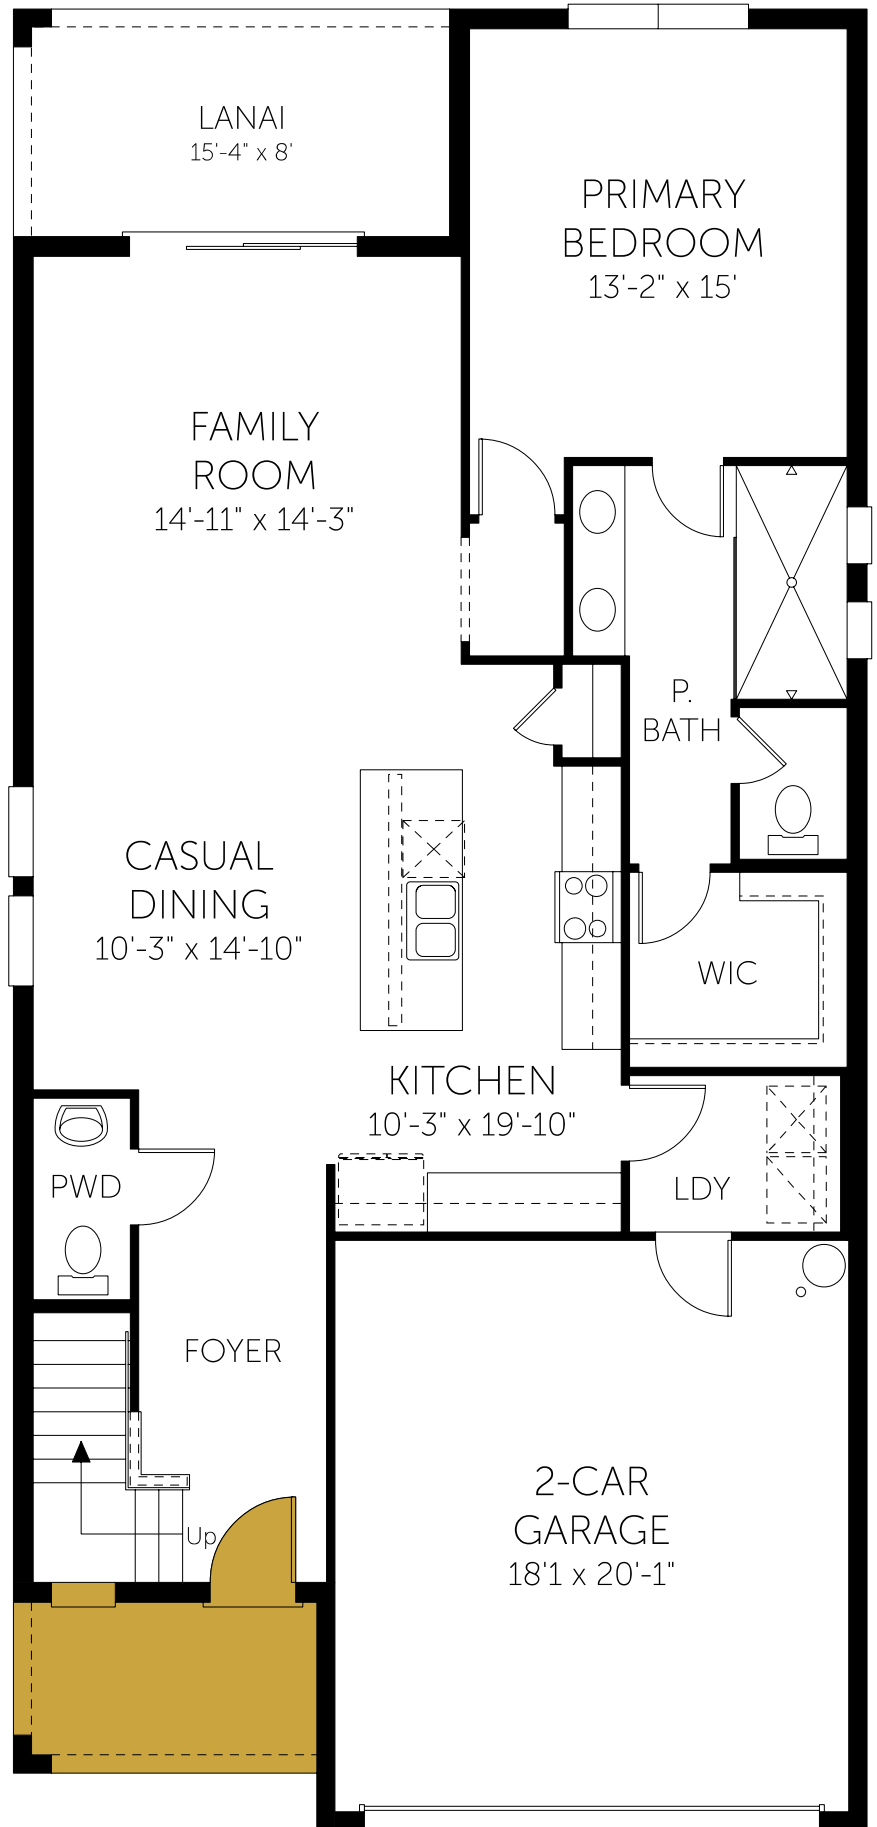 LANAI
15'-4" x 8'
PRIMARY
BEDROOM
13'-2" x 15'
FAMILY
ROOM
14'-11" x 14'-3"
P.
BATH
CASUAL
DINING
10'-3" x 14'-10"
WIC
KITCHEN
10'-3" x 19'-10"
PWD
LDY
FOYER
2-CAR
GARAGE
18'1 x 20'-1"
Up